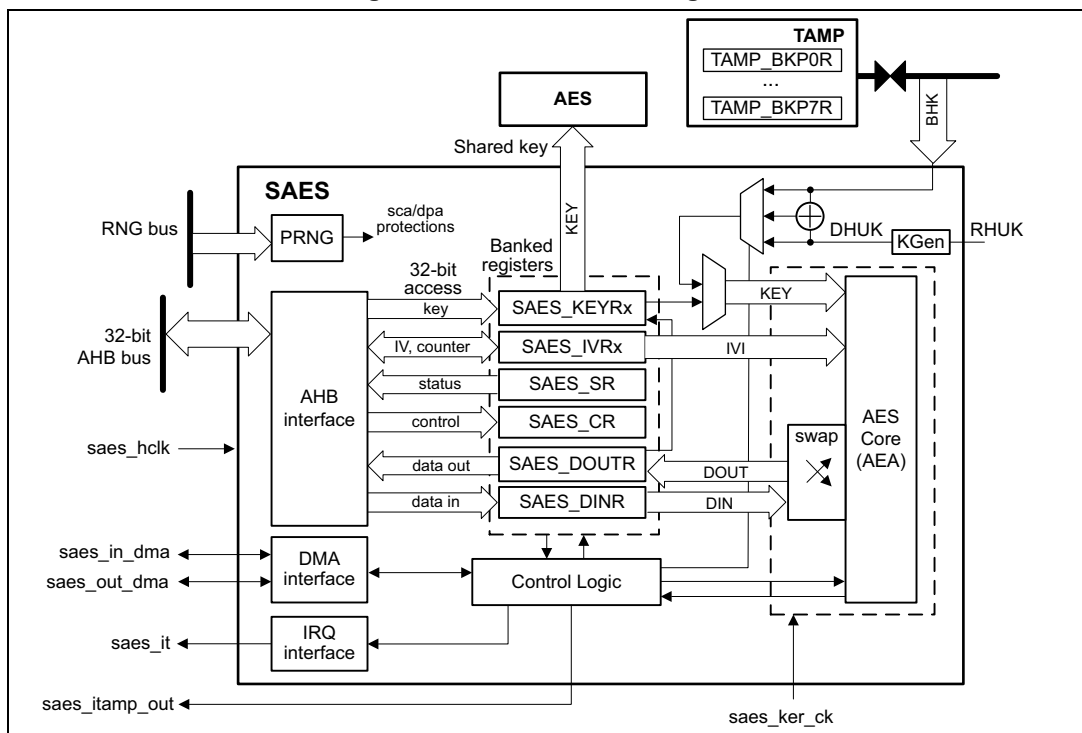 TAMP
TAMP_BKP0R
...
TAMP_BKP7R
BHK
AES
Shared key
KEY
SAES
RNG bus
PRNG
sca/dpa
protections
DHUK
KGen
RHUK
Banked
registers
32-bit
access
key
SAES_KEYRx
KEY
32-bit
AHB bus
AHB
interface
IV, counter
SAES_IVRx
IVI
status
SAES_SR
control
SAES_CR
saes_hclk
data out
SAES_DOUTR
DOUT
swap
AES
Core
(AEA)
data in
SAES_DINR
DIN
saes_in_dma
saes_out_dma
DMA
interface
Control Logic
saes_it
IRQ
interface
saes_itamp_out
saes_ker_ck